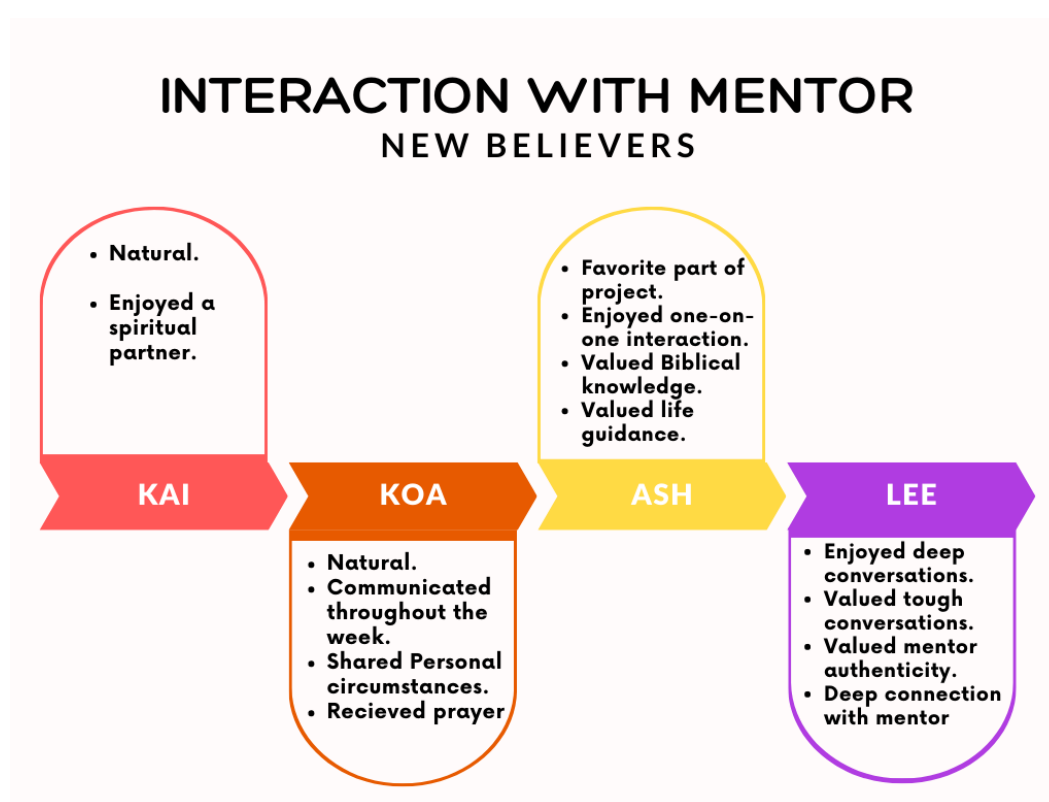 INTERACTION WITH MENTOR
NEW BELIEVERS
• Natural.
• Enjoyed a
spiritual
partner.
KAI
KOA
• Natural.
• Communicated
throughout the
week.
• Shared Personal
circumstances.
• Recieved prayer
• Favorite part of
project.
• Enjoyed one-on-
one interaction.
• Valued Biblical
knowledge.
• Valued life
guidance.
ASH
LEE
• Enjoyed deep
conversations.
• Valued tough
conversations.
• Valued mentor
authenticity.
• Deep connection
with mentor